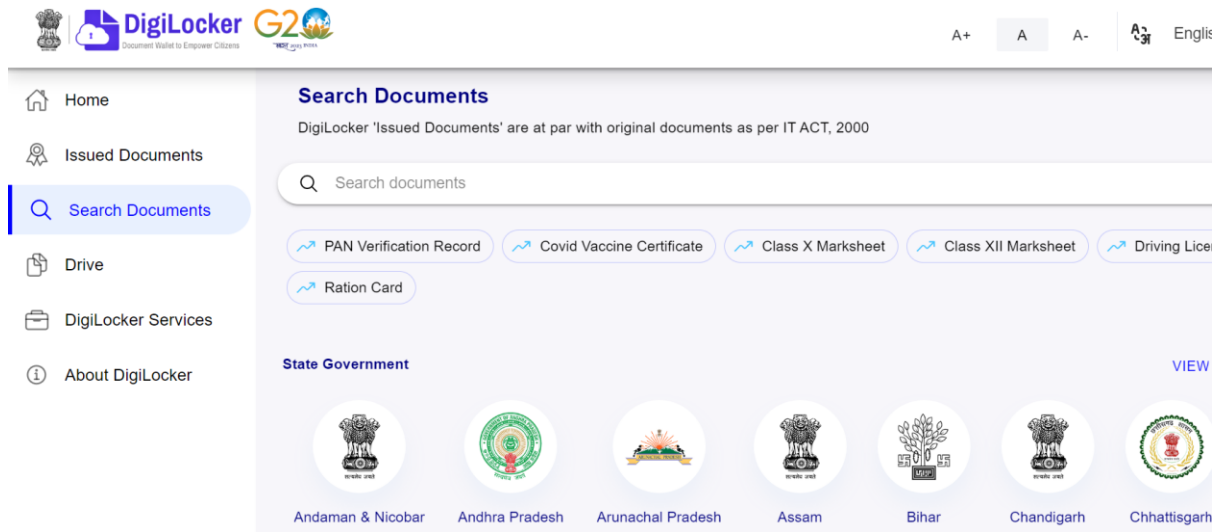 DigiLocker
Document Wallet to Empower Citizens
G20
A+ A A- Englis
Home
Issued Documents
Search Documents
Drive
DigiLocker Services
About DigiLocker
Search Documents
DigiLocker 'Issued Documents' are at par with original documents as per IT ACT, 2000
Search documents
PAN Verification Record Covid Vaccine Certificate Class X Marksheet Class XII Marksheet Driving Lice
Ration Card
State Government VIEW
Andaman & Nicobar Andhra Pradesh Arunachal Pradesh Assam Bihar Chandigarh Chhattisgarh